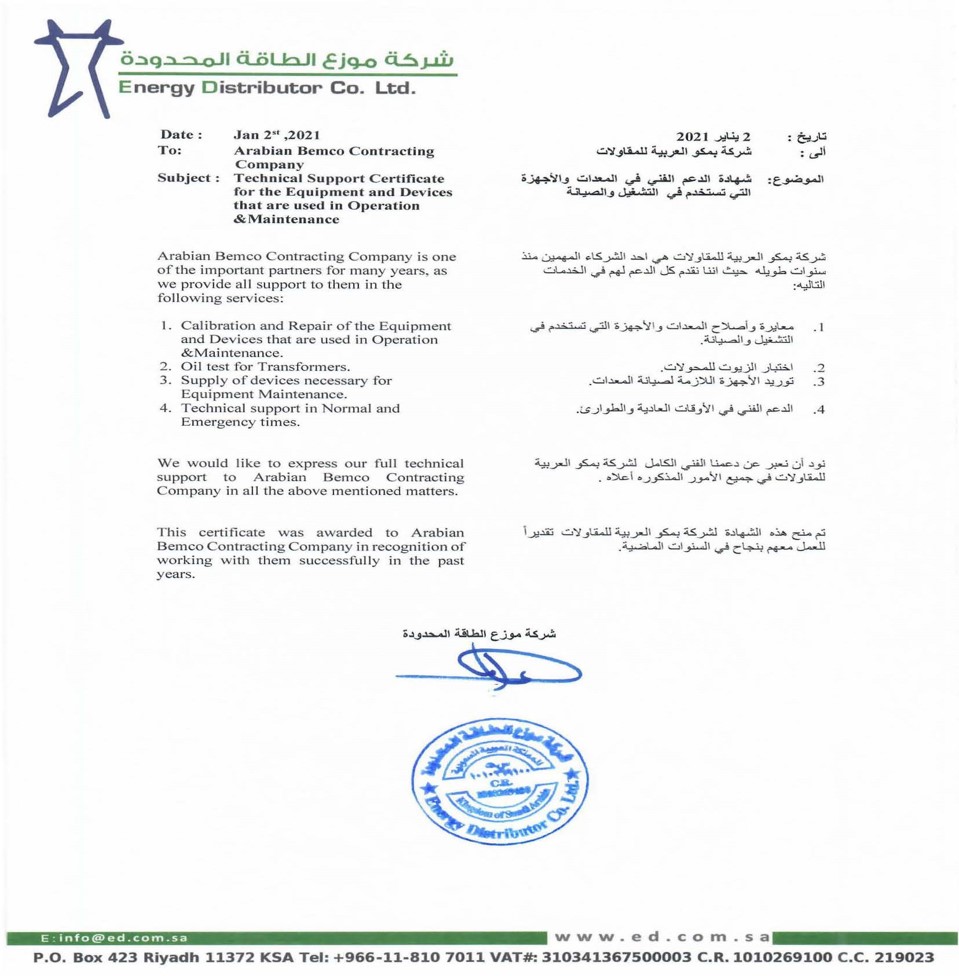 شركة موزع الطاقة المحدودة
Energy Distributor Co. Ltd.
Date : Jan 2st ,2021
To: Arabian Bemco Contracting
Company
Subject : Technical Support Certificate
for the Equipment and Devices
that are used in Operation
&Maintenance
تاريخ : 2 يناير 2021
ألى : شركة بمكو العربية للمقاولات
الموضوع: شهادة الدعم الفني في المعدات والأجهزة
التي تستخدم في التشغيل والصيانة
Arabian Bemco Contracting Company is one
of the important partners for many years, as
we provide all support to them in the
following services:
1. Calibration and Repair of the Equipment
and Devices that are used in Operation
&Maintenance.
2. Oil test for Transformers.
3. Supply of devices necessary for
Equipment Maintenance.
4. Technical support in Normal and
Emergency times.
We would like to express our full technical
support to Arabian Bemco Contracting
Company in all the above mentioned matters.
This certificate was awarded to Arabian
Bemco Contracting Company in recognition of
working with them successfully in the past
years.
شركة بمكو العربية للمقاولات هي احد الشركاء المهمين منذ
سنوات طويله حيث اننا نقدم كل الدعم لهم في الخدمات
التاليه:
1. معايرة وأصلاح المعدات والأجهزة التي تستخدم في
التشغيل والصيانة.
2. اختبار الزيوت للمحولات.
3. توريد الأجهزة اللازمة لصيانة المعدات.
4. الدعم الفني في الأوقات العادية والطوارئ.
نود أن نعبر عن دعمنا الفني الكامل لشركة بمكو العربية
للمقاولات في جميع الأمور المذكوره أعلاه .
تم منح هذه الشهادة لشركة بمكو العربية للمقاولات تقديراً
للعمل معهم بنجاح في السنوات الماضية.
شركة موزع الطاقة المحدودة
شركة موزع الطاقة المحدودة
المملكة العربية السعودية
C.R.
Kingdom of Saudi Arabia
Energy Distributor Co. Ltd.
E:info@ed.com.sa
www.ed.com.sa
P.O. Box 423 Riyadh 11372 KSA Tel: +966-11-810 7011 VAT#: 310341367500003 C.R. 1010269100 C.C. 219023